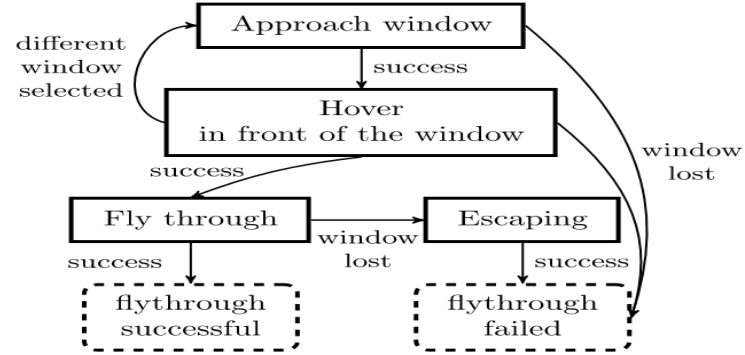 Approach window
different
window
selected
success
Hover
in front of the window
window
lost
success
Fly through
Escaping
window
lost
success
success
flythrough
successful
flythrough
failed